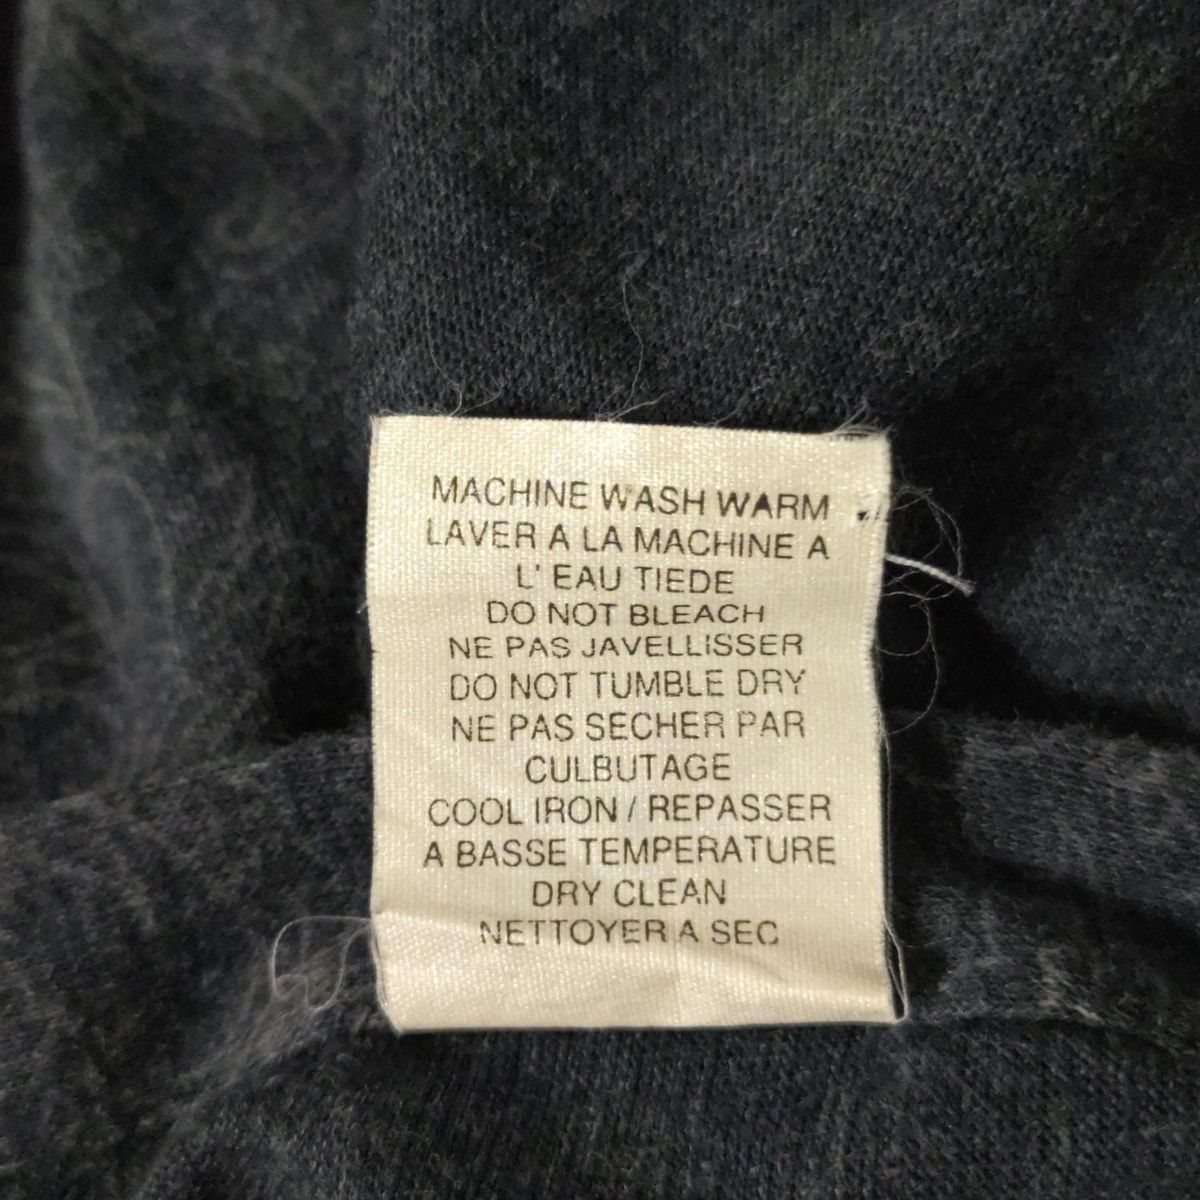 MACHINE WASH WARM
LAVER A LA MACHINE A
L' EAU TIEDE
DO NOT BLEACH
NE PAS JAVELLISSER
DO NOT TUMBLE DRY
NE PAS SECHER PAR
CULBUTAGE
COOL IRON / REPASSER
A BASSE TEMPERATURE
DRY CLEAN
NETTOYER A SEC